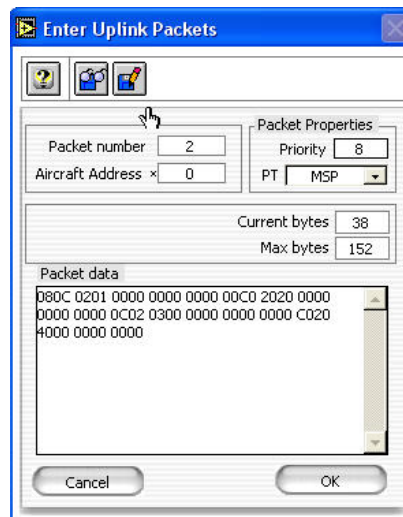 Enter Uplink Packets
Packet Properties
Packet number 2
Priority 8
Aircraft Address × 0
PT MSP
Current bytes 38
Max bytes 152
Packet data
080C 0201 0000 0000 0000 00C0 2020 0000
0000 0000 0C02 0300 0000 0000 0000 C020
4000 0000 0000
Cancel OK